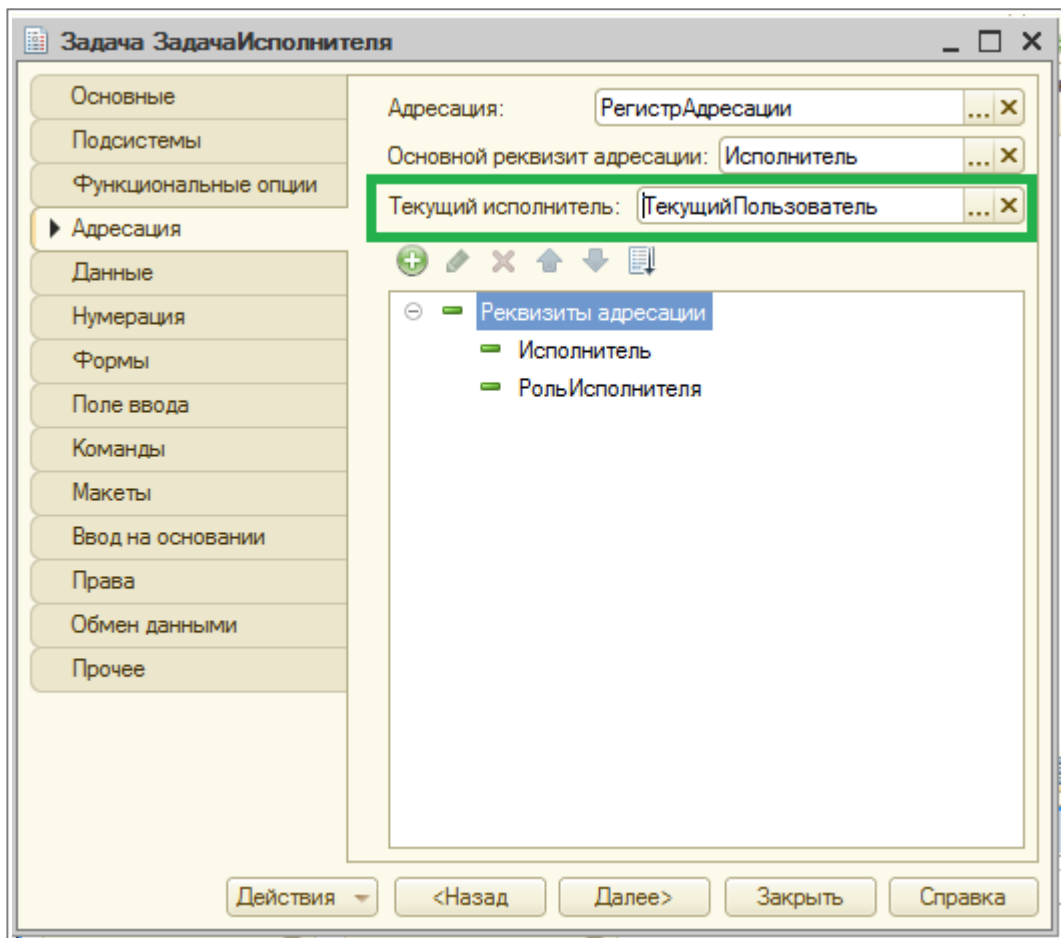 Задача ЗадачаИсполнителя
Основные
Подсистемы
Функциональные опции
Адресация
Данные
Нумерация
Формы
Поле ввода
Команды
Макеты
Ввод на основании
Права
Обмен данными
Прочее
Адресация: РегистрАдресации ...
Основной реквизит адресации: Исполнитель ...
Текущий исполнитель: ТекущийПользователь ...
Реквизиты адресации
Исполнитель
РольИсполнителя
Действия <Назад Далее> Закрыть Справка